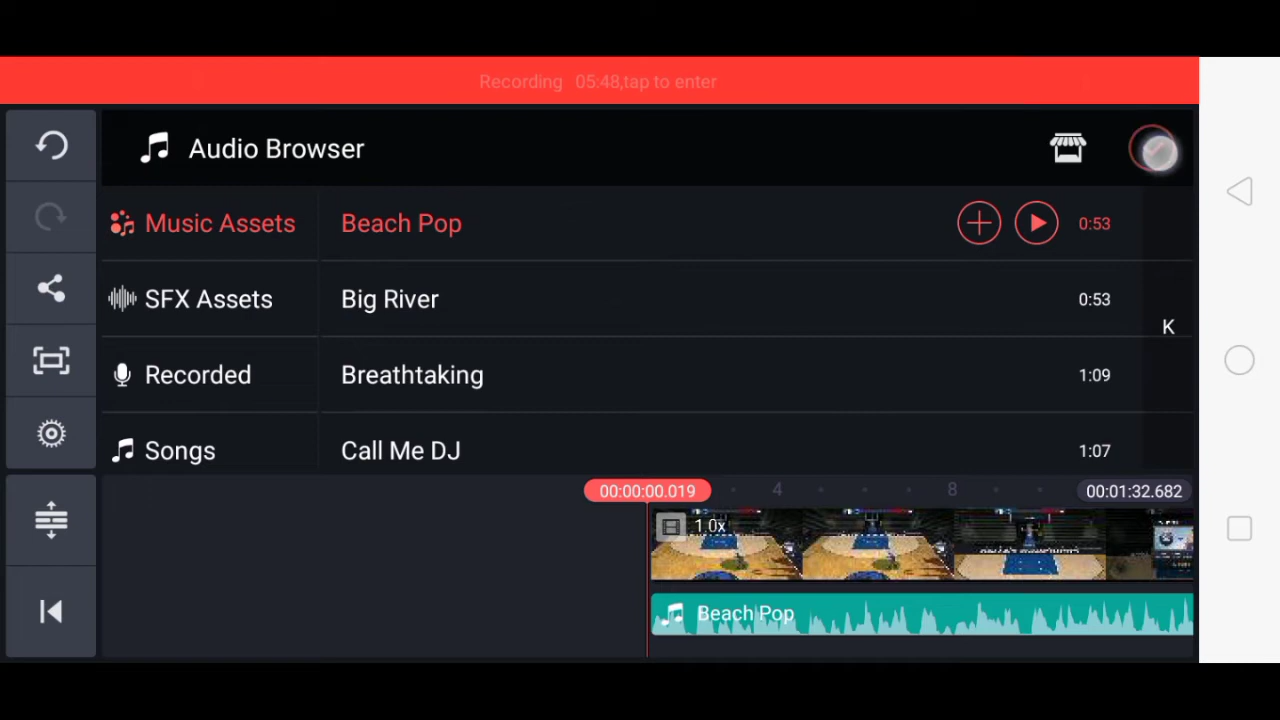 Recording 05:48,tap to enter
Audio Browser
Music Assets
Beach Pop
0:53
SFX Assets
Big River
0:53
K
Recorded
Breathtaking
1:09
Songs
Call Me DJ
1:07
00:00:00.019
4
8
00:01:32.682
1.0x
Beach Pop